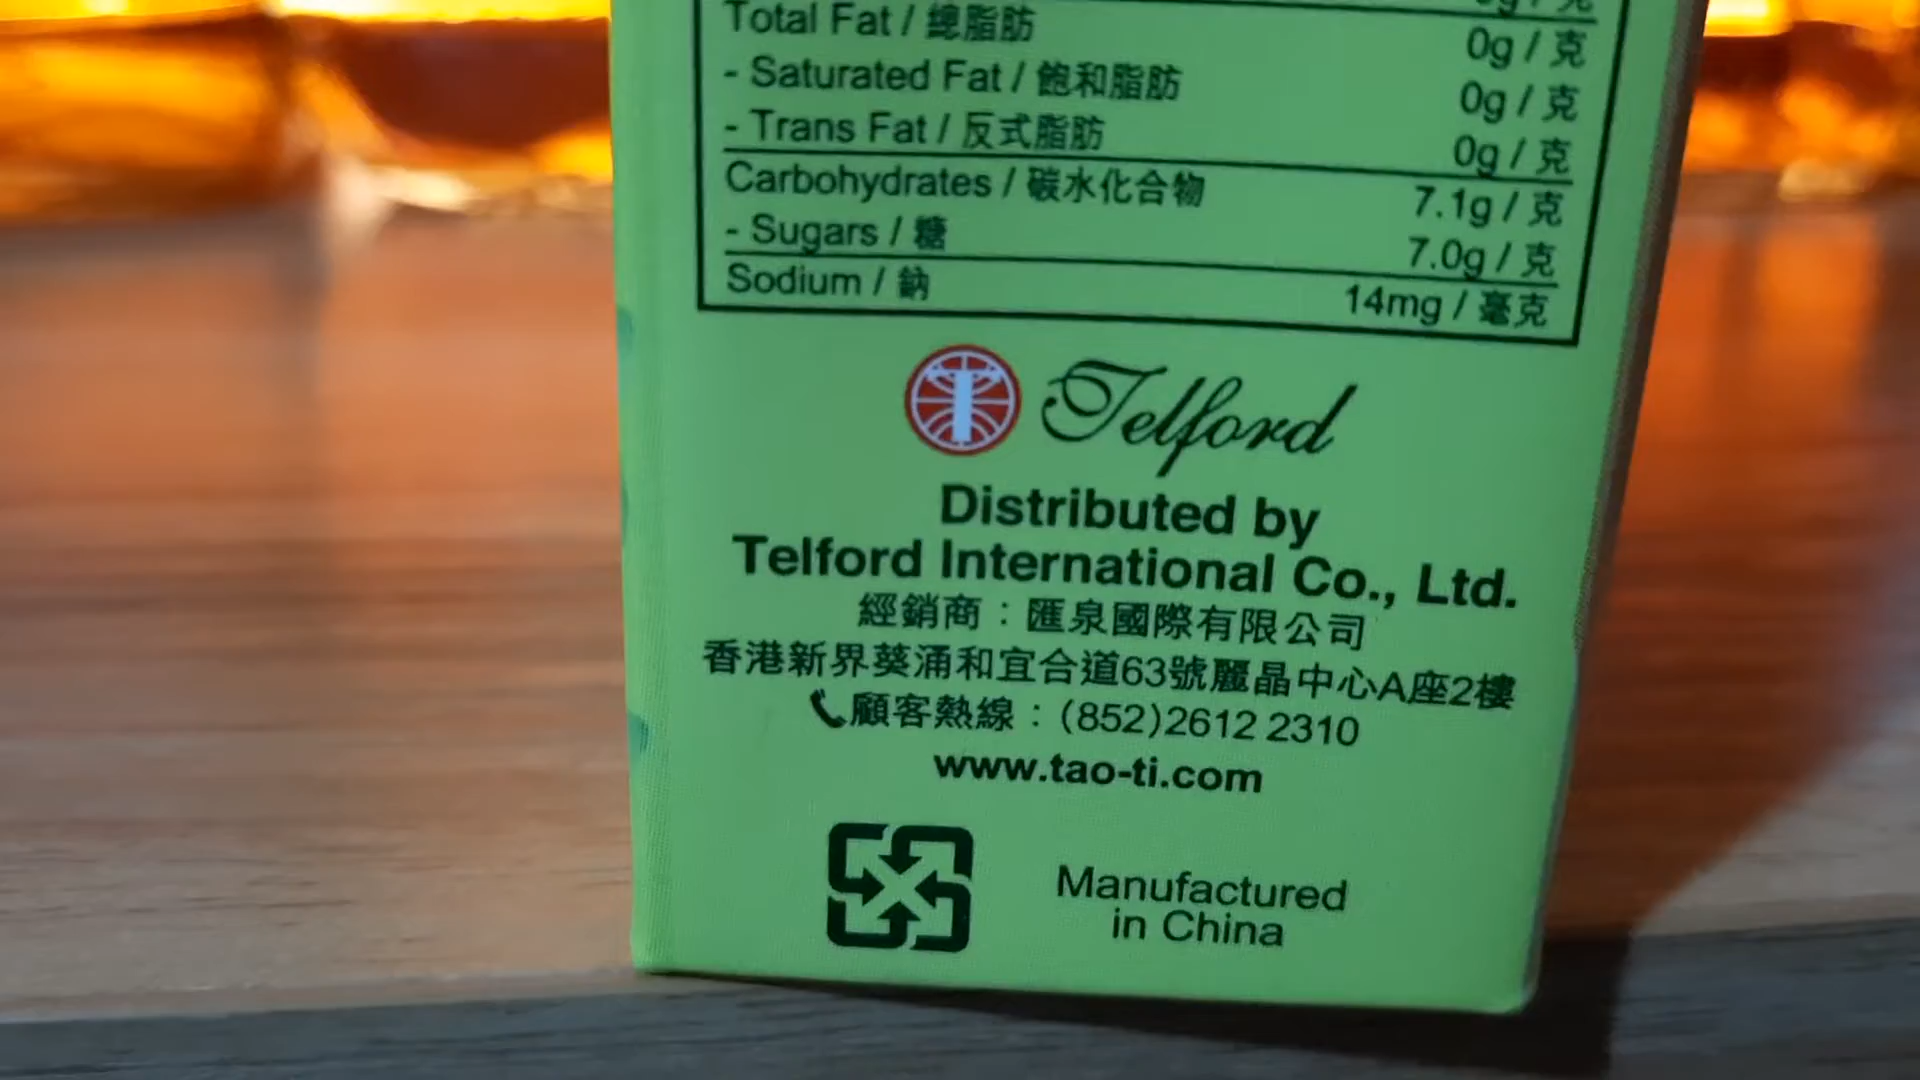 Total Fat / 總脂肪 0g / 克
- Saturated Fat / 飽和脂肪 0g / 克
- Trans Fat / 反式脂肪 0g / 克
Carbohydrates / 碳水化合物 7.1g / 克
- Sugars / 糖 7.0g / 克
Sodium / 鈉 14mg / 毫克
Telford
Distributed by
Telford International Co., Ltd.
經銷商：匯泉國際有限公司
香港新界葵涌和宜合道63號麗晶中心A座2樓
顧客熱線：(852)2612 2310
www.tao-ti.com
Manufactured
in China